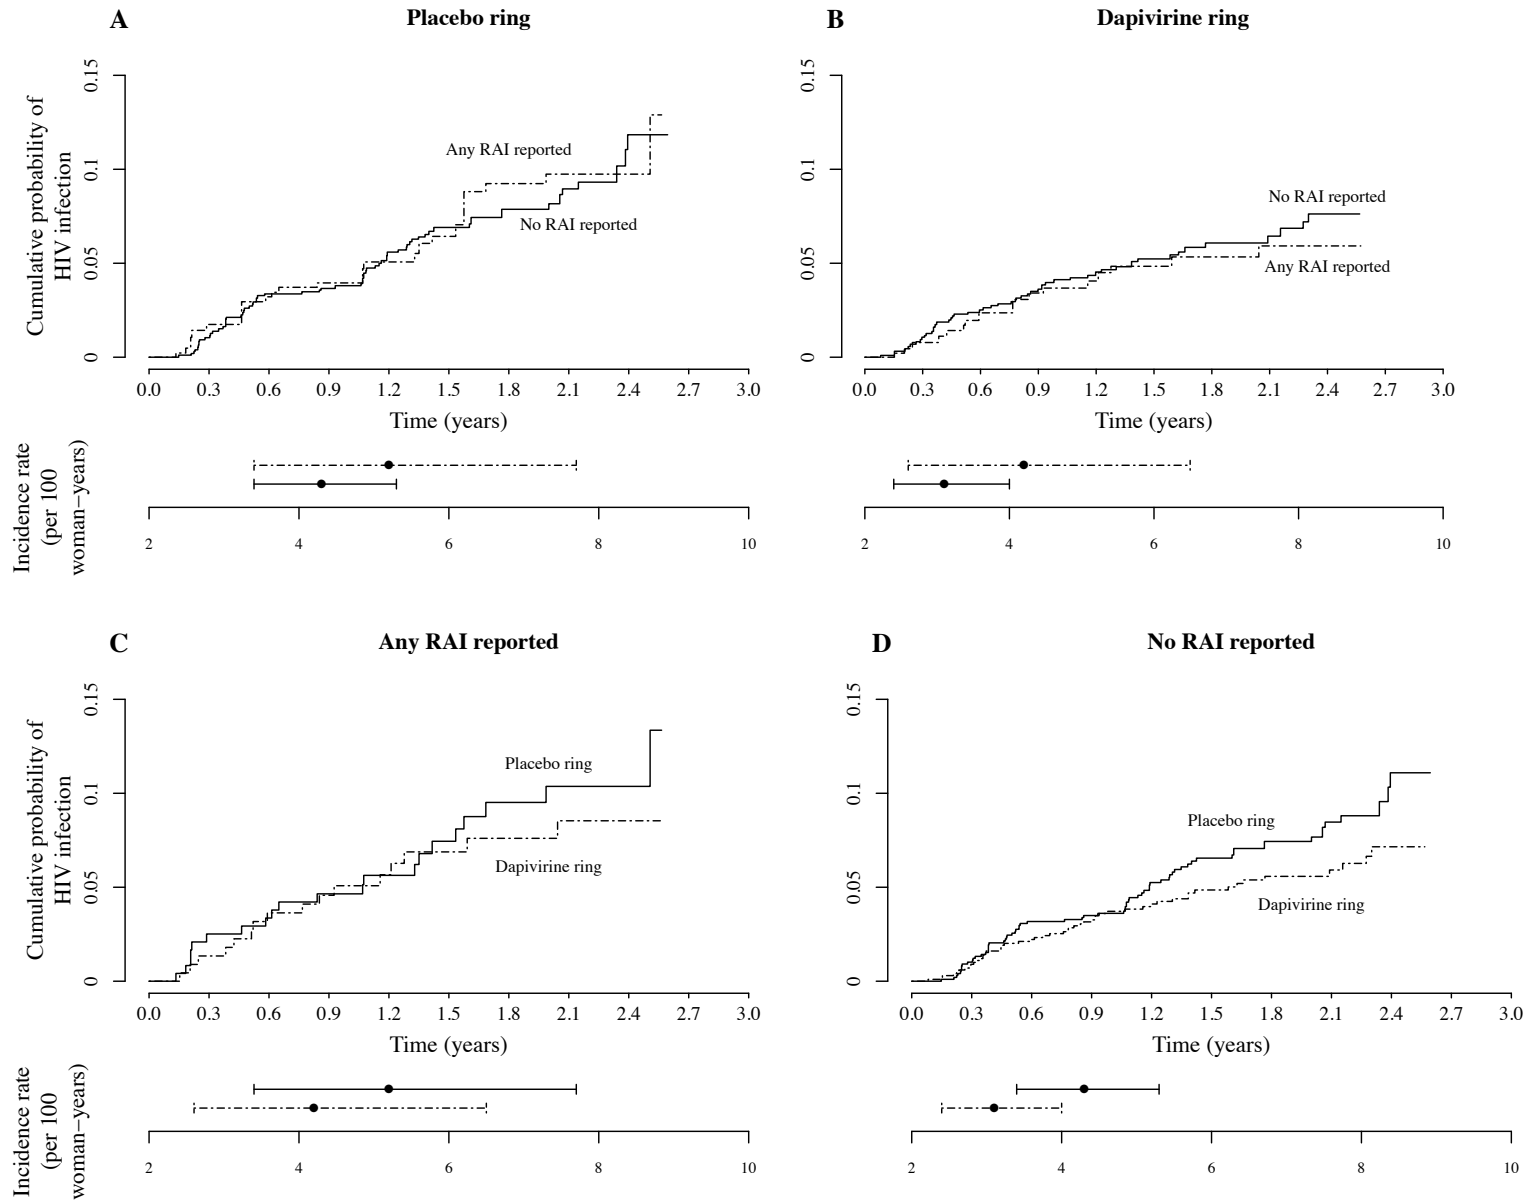 A Placebo ring
Cumulative probability of
HIV infection
0.15
0.1
0.05
0
Any RAI reported
No RAI reported
0.0 0.3 0.6 0.9 1.2 1.5 1.8 2.1 2.4 2.7 3.0
Time (years)
Incidence rate
(per 100
woman−years)
2 4 6 8 10
B Dapivirine ring
0.15
0.1
0.05
0
No RAI reported
Any RAI reported
0.0 0.3 0.6 0.9 1.2 1.5 1.8 2.1 2.4 2.7 3.0
Time (years)
2 4 6 8 10
C Any RAI reported
Cumulative probability of
HIV infection
0.15
0.1
0.05
0
Placebo ring
Dapivirine ring
0.0 0.3 0.6 0.9 1.2 1.5 1.8 2.1 2.4 2.7 3.0
Time (years)
Incidence rate
(per 100
woman−years)
2 4 6 8 10
D No RAI reported
0.15
0.1
0.05
0
Placebo ring
Dapivirine ring
0.0 0.3 0.6 0.9 1.2 1.5 1.8 2.1 2.4 2.7 3.0
Time (years)
2 4 6 8 10